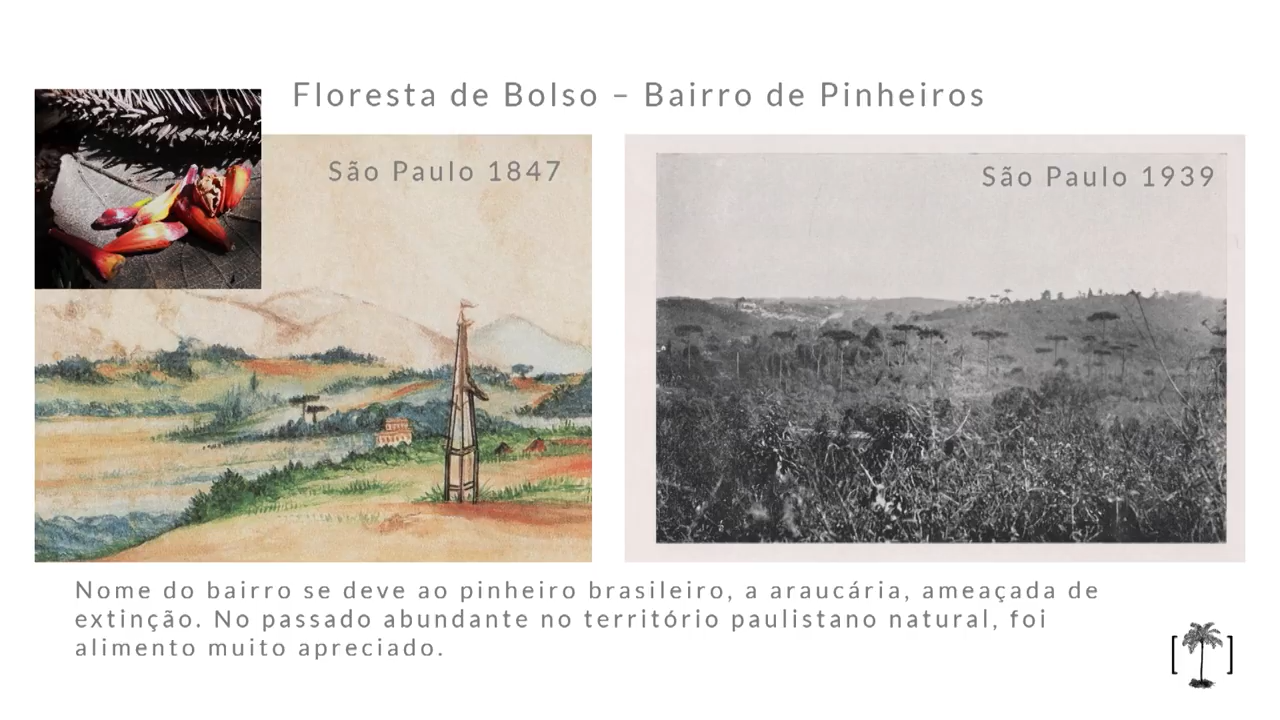 Floresta de Bolso – Bairro de Pinheiros
São Paulo 1847
São Paulo 1939
Nome do bairro se deve ao pinheiro brasileiro, a araucária, ameaçada de
extinção. No passado abundante no território paulistano natural, foi
alimento muito apreciado.